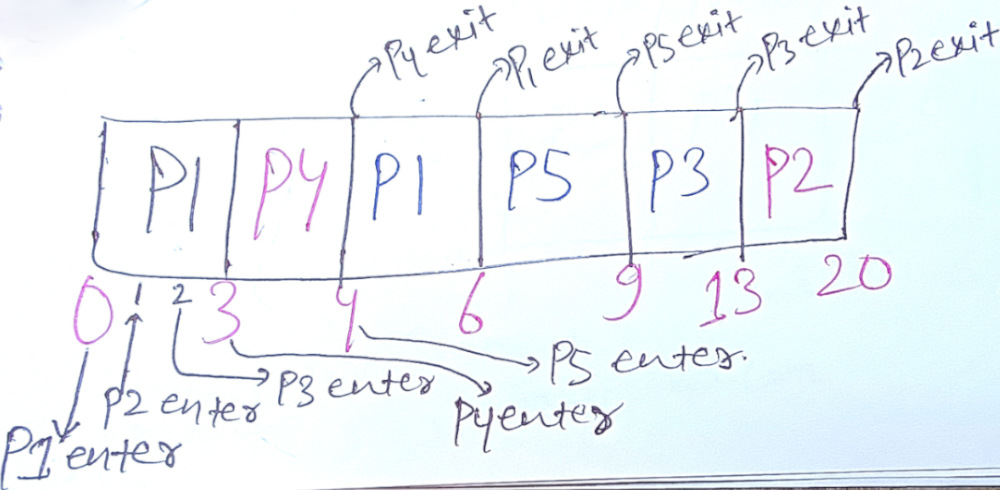 P4 exit P1 exit P5 exit P3 exit P2 exit
P1 P4 P1 P5 P3 P2
0 1 2 3 4 6 9 13 20
P5 enter.
P2 enter P3 enter P4 enter
P1 enter